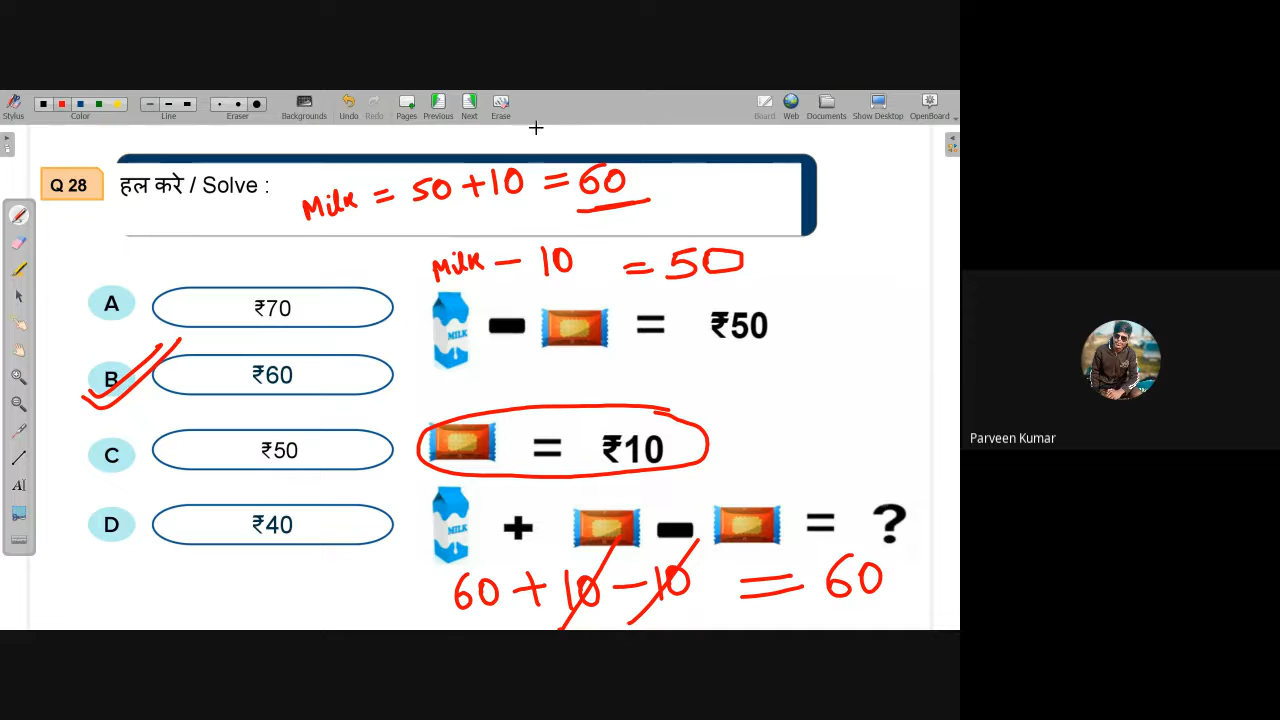 Stylus
Color
Line
Eraser
Backgrounds
Undo
Redo
Pages
Previous
Next
Erase
Board
Web
Documents
Show Desktop
OpenBoard
Q 28
हल करे / Solve :
Milk = 50 + 10 = 60
Milk - 10 = 50
A ₹70
MILK - = ₹50
B ₹60
C ₹50
= ₹10
D ₹40
MILK + - = ?
60 + 10 - 10 = 60
Parveen Kumar
AI